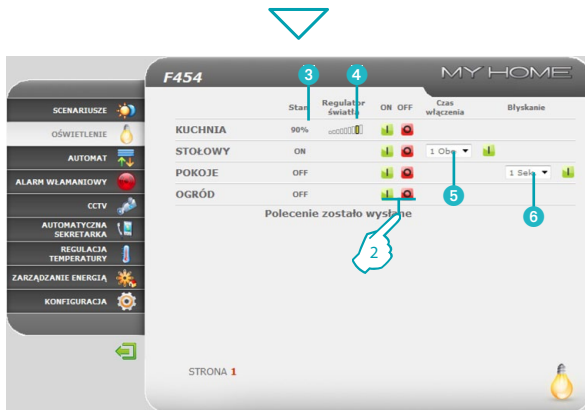 F454
MY HOME
3
4
Stan
Regulator
światła
ON OFF
Czas
włączenia
Błyskanie
SCENARIUSZE
OŚWIETLENIE
AUTOMAT
ALARM WŁAMANIOWY
CCTV
AUTOMATYCZNA
SEKRETARKA
REGULACJA
TEMPERATURY
ZARZĄDZANIE ENERGIĄ
KONFIGURACJA
KUCHNIA 90%
STOŁOWY ON
POKOJE OFF 1 Sek
OGRÓD OFF
5
6
Polecenie zostało wysłane
2
STRONA 1